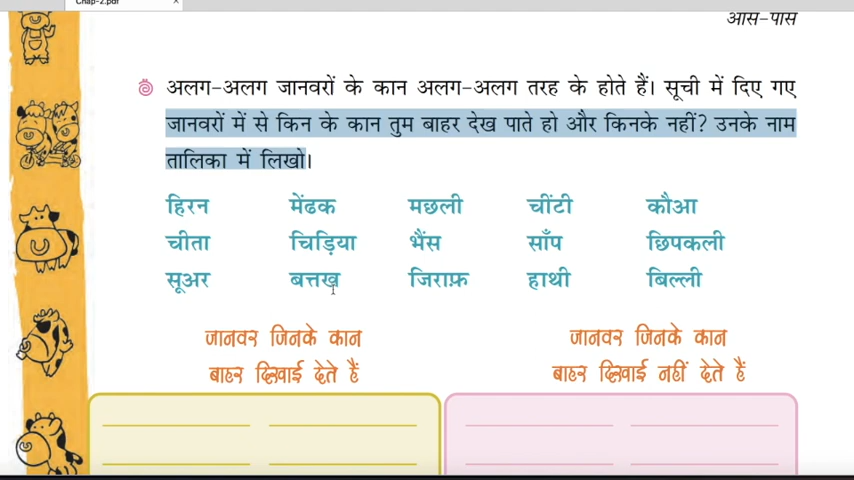 Chap-2.pdf ×
आस-पास
अलग-अलग जानवरों के कान अलग-अलग तरह के होते हैं। सूची में दिए गए
जानवरों में से किन के कान तुम बाहर देख पाते हो और किनके नहीं? उनके नाम
तालिका में लिखो।
हिरन मेंढक मछली चींटी कौआ
चीता चिड़िया भैंस साँप छिपकली
सूअर बत्तख जिराफ़ हाथी बिल्ली
जानवर जिनके कान
बाहर दिखाई देते हैं
जानवर जिनके कान
बाहर दिखाई नहीं देते हैं